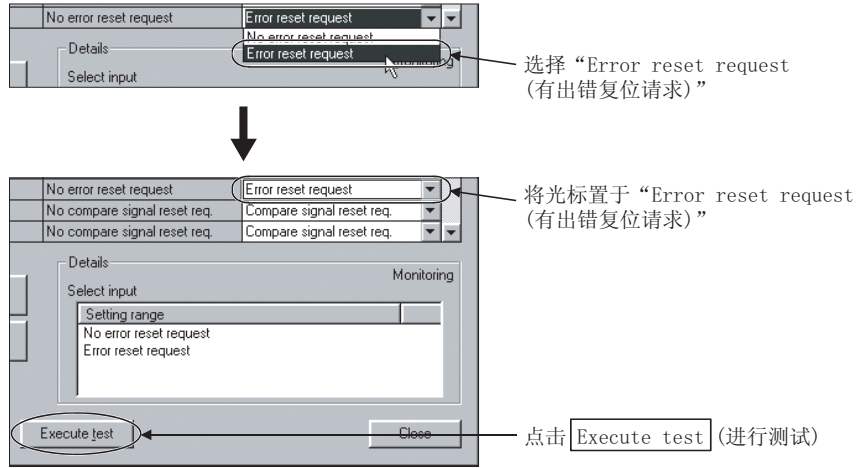 No error reset request
Error reset request
No error reset request
Error reset request
Details
Monitoring
Select input
选择“Error reset request
(有出错复位请求)”
No error reset request
Error reset request
No compare signal reset req.
Compare signal reset req.
No compare signal reset req.
Compare signal reset req.
将光标置于“Error reset request
(有出错复位请求)”
Details
Monitoring
Select input
Setting range
No error reset request
Error reset request
Execute test
Close
点击 Execute test (进行测试)